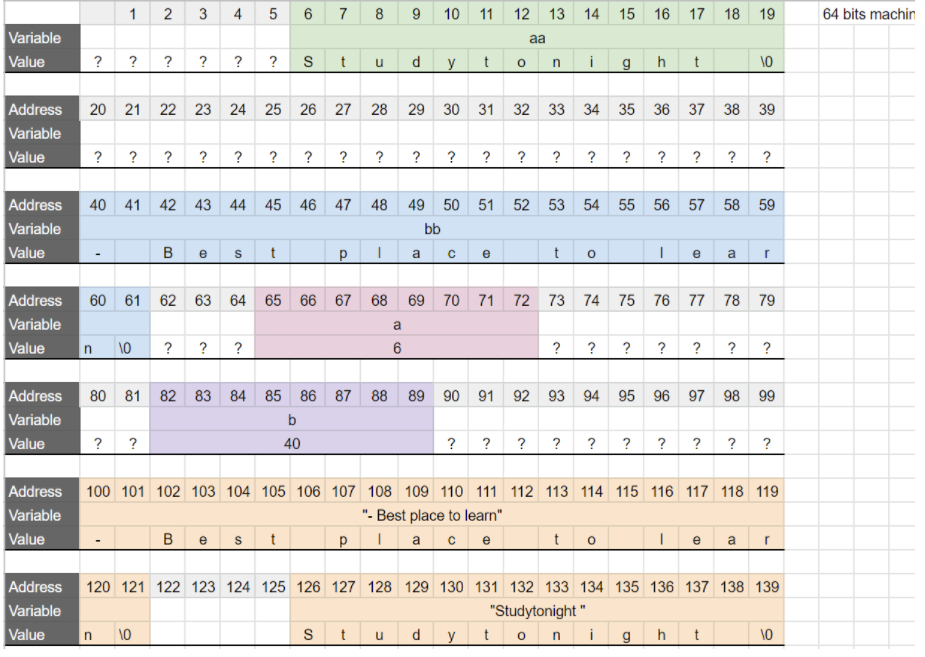 1 2 3 4 5 6 7 8 9 10 11 12 13 14 15 16 17 18 19 64 bits machin
Variable aa
Value ? ? ? ? ? ? S t u d y t o n i g h t \0
Address 20 21 22 23 24 25 26 27 28 29 30 31 32 33 34 35 36 37 38 39
Variable
Value ? ? ? ? ? ? ? ? ? ? ? ? ? ? ? ? ? ? ? ?
Address 40 41 42 43 44 45 46 47 48 49 50 51 52 53 54 55 56 57 58 59
Variable bb
Value - B e s t p l a c e t o l e a r
Address 60 61 62 63 64 65 66 67 68 69 70 71 72 73 74 75 76 77 78 79
Variable a
Value n \0 ? ? ? 6 ? ? ? ? ? ? ?
Address 80 81 82 83 84 85 86 87 88 89 90 91 92 93 94 95 96 97 98 99
Variable b
Value ? ? 40 ? ? ? ? ? ? ? ? ? ?
Address 100 101 102 103 104 105 106 107 108 109 110 111 112 113 114 115 116 117 118 119
Variable "- Best place to learn"
Value - B e s t p l a c e t o l e a r
Address 120 121 122 123 124 125 126 127 128 129 130 131 132 133 134 135 136 137 138 139
Variable "Studytonight "
Value n \0 S t u d y t o n i g h t \0